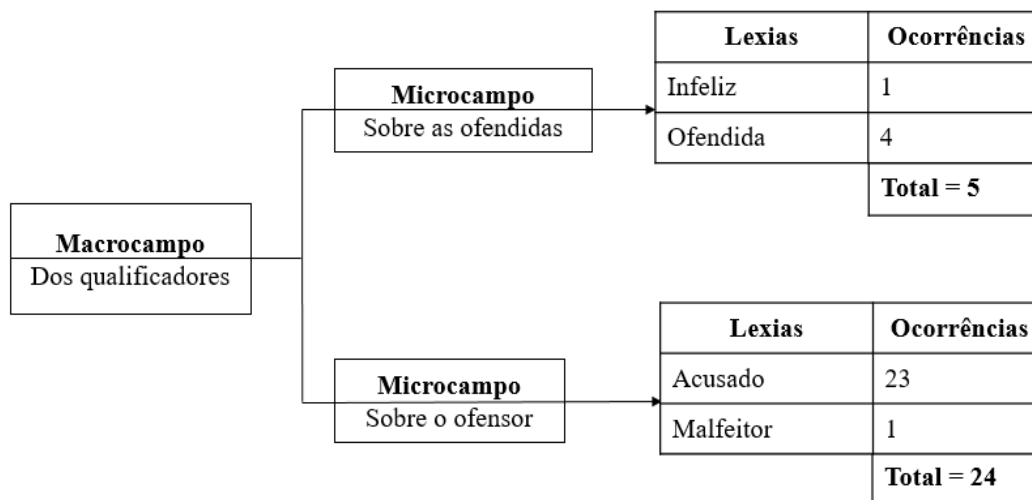 Lexias Ocorrências
Infeliz 1
Ofendida 4
Total = 5
Microcampo
Sobre as ofendidas
Macrocampo
Dos qualificadores
Microcampo
Sobre o ofensor
Lexias Ocorrências
Acusado 23
Malfeitor 1
Total = 24